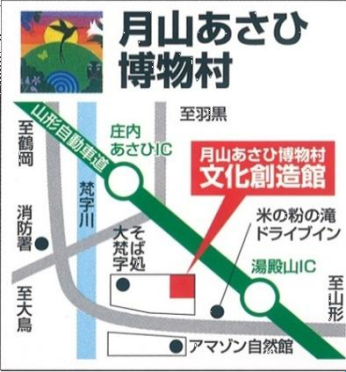 月山あさひ
博物村
至羽黒
山形自動車道
庄内
あさひIC
至鶴岡
月山あさひ博物村
文化創造館
梵字川
米の粉の滝
ドライブイン
消防署
そば処
大梵字
湯殿山IC
至大鳥
至山形
アマゾン自然館